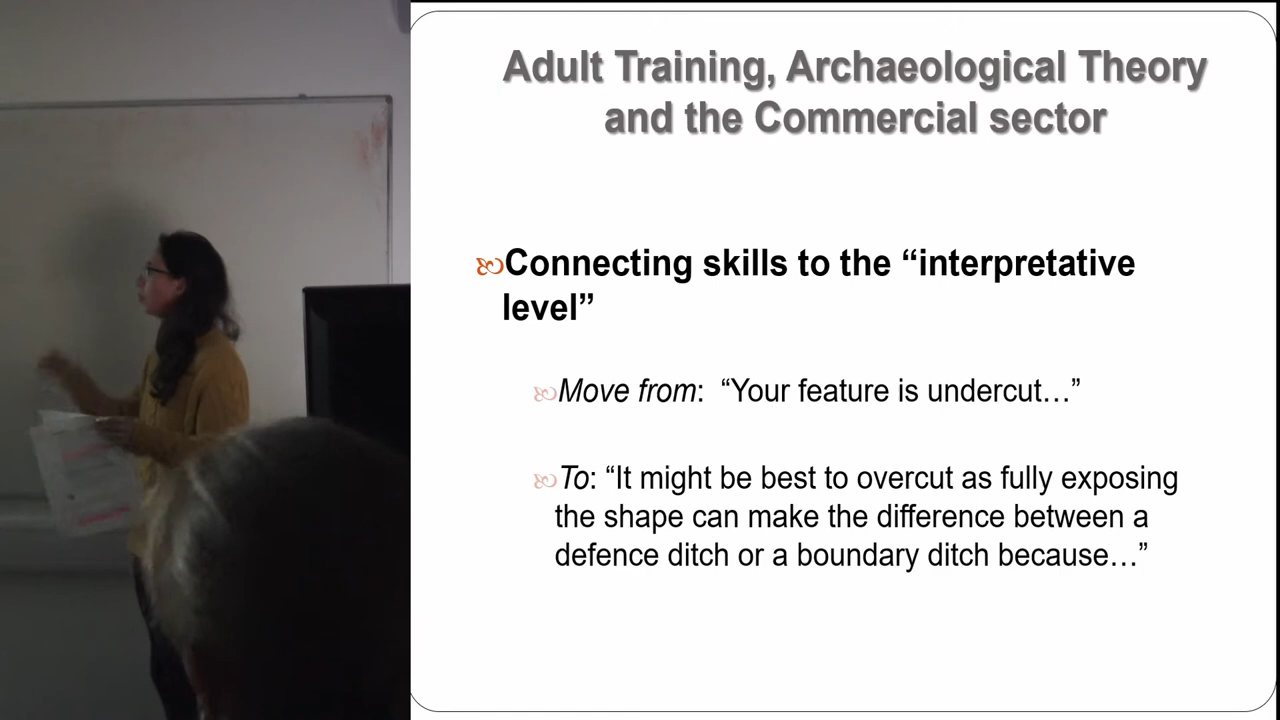 Adult Training, Archaeological Theory
and the Commercial sector
Connecting skills to the “interpretative
level”
Move from: “Your feature is undercut…”
To: “It might be best to overcut as fully exposing
the shape can make the difference between a
defence ditch or a boundary ditch because…”